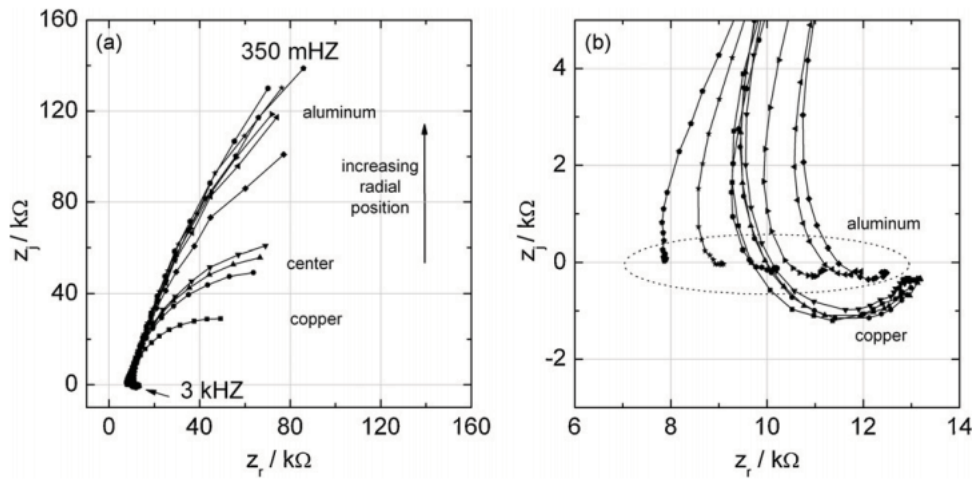 (a)
350 mHZ
aluminum
increasing
radial
position
center
copper
3 kHZ
160
120
80
40
0
0 40 80 120 160
z_j / kΩ
z_r / kΩ
(b)
aluminum
copper
4
2
0
-2
6 8 10 12 14
z_j / kΩ
z_r / kΩ